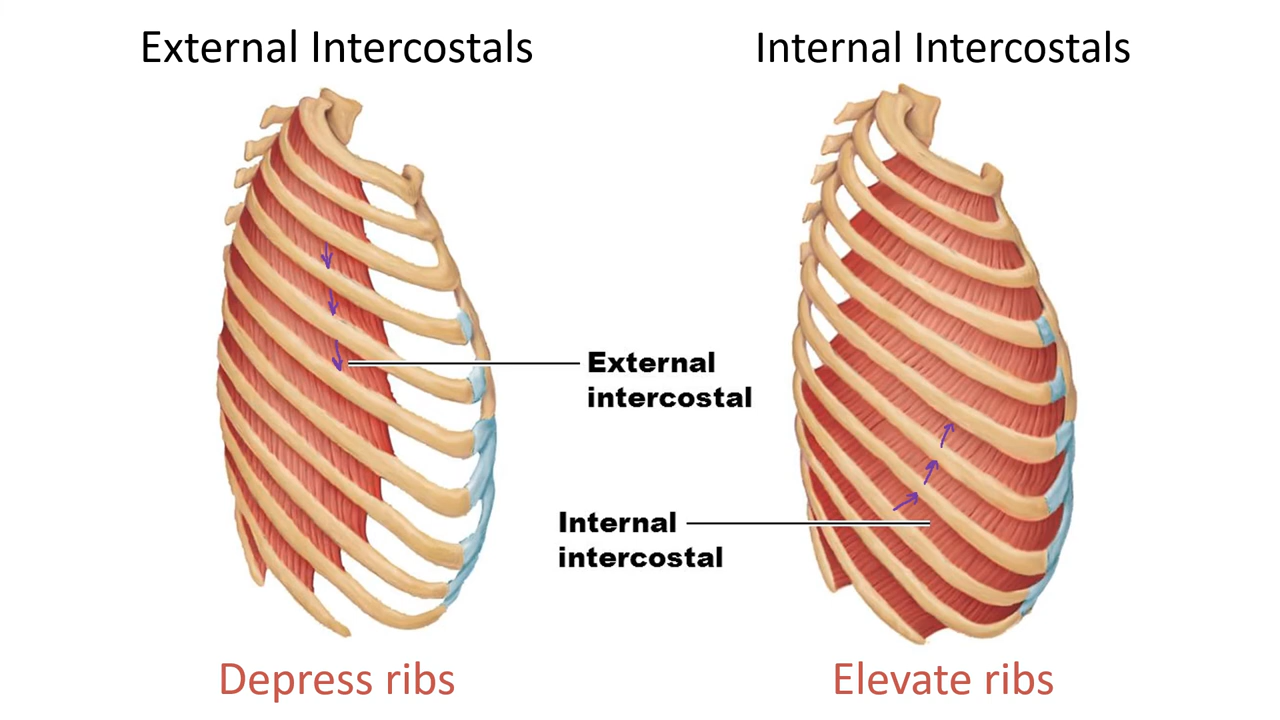 External Intercostals
Internal Intercostals
External
intercostal
Internal
intercostal
Depress ribs
Elevate ribs